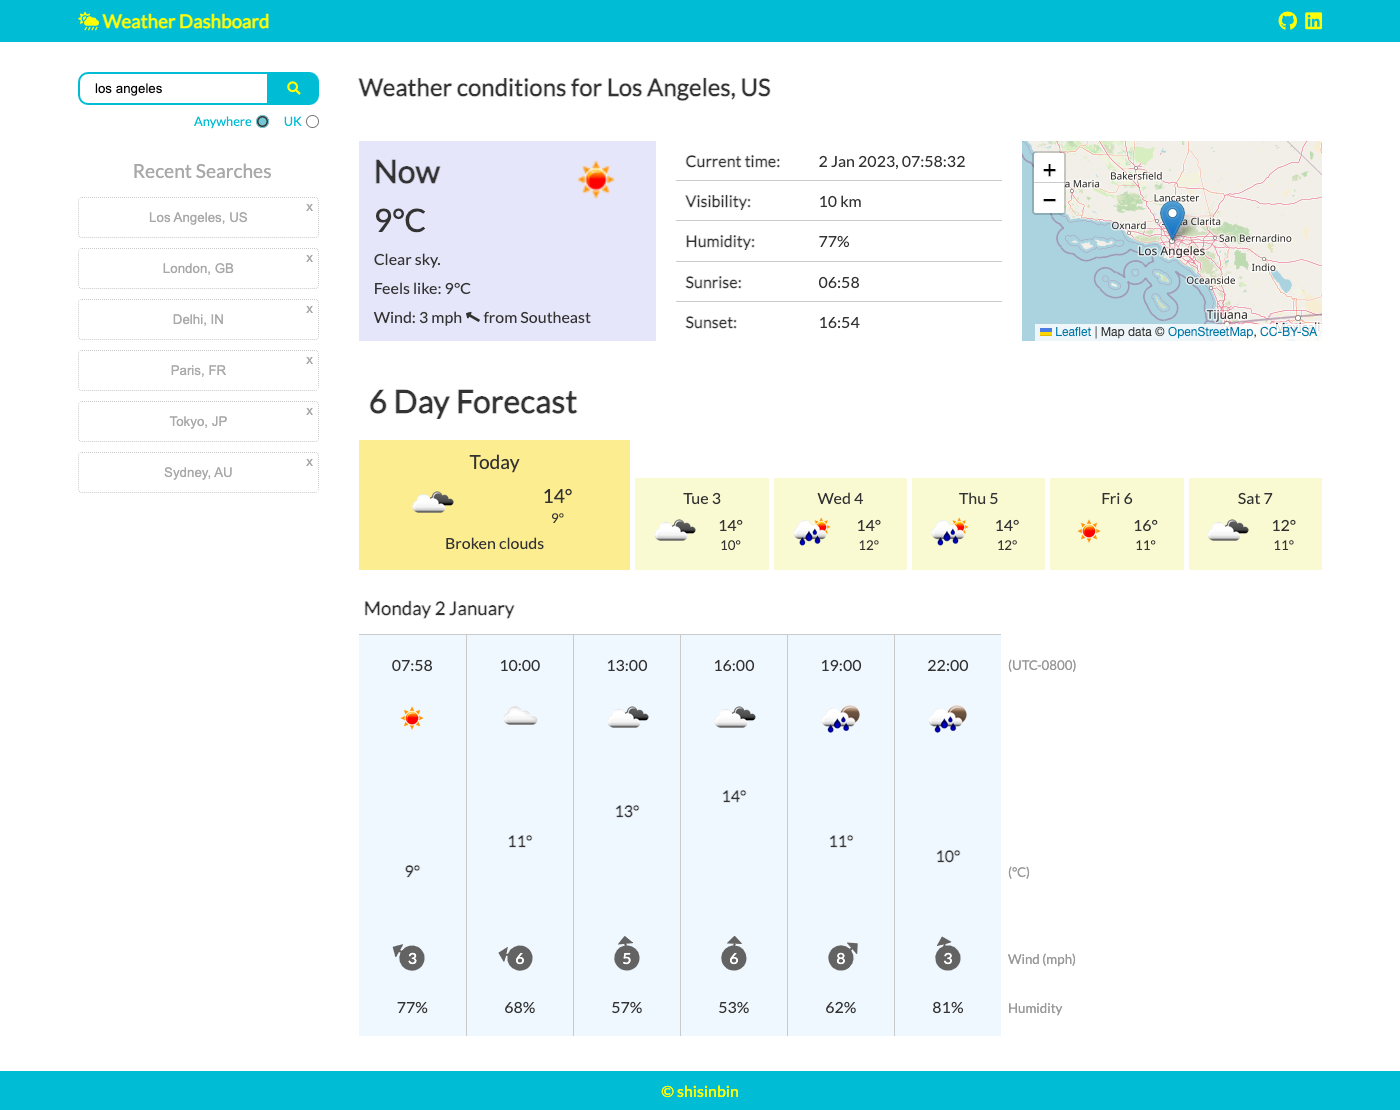 Weather Dashboard
los angeles
Anywhere UK
Recent Searches
Los Angeles, US x
London, GB x
Delhi, IN x
Paris, FR x
Tokyo, JP x
Sydney, AU x
Weather conditions for Los Angeles, US
Now
9°C
Clear sky.
Feels like: 9°C
Wind: 3 mph from Southeast
Current time: 2 Jan 2023, 07:58:32
Visibility: 10 km
Humidity: 77%
Sunrise: 06:58
Sunset: 16:54
+
−
Bakersfield
a Maria
Lancaster
Oxnard
Clarita
San Bernardino
Los Angeles
Indio
Oceanside
Tijuana
Leaflet | Map data © OpenStreetMap, CC-BY-SA
6 Day Forecast
Today
14°
9°
Broken clouds
Tue 3
14°
10°
Wed 4
14°
12°
Thu 5
14°
12°
Fri 6
16°
11°
Sat 7
12°
11°
Monday 2 January
07:58 10:00 13:00 16:00 19:00 22:00 (UTC-0800)
9° 11° 13° 14° 11° 10° (°C)
3 6 5 6 8 3 Wind (mph)
77% 68% 57% 53% 62% 81% Humidity
© shisinbin